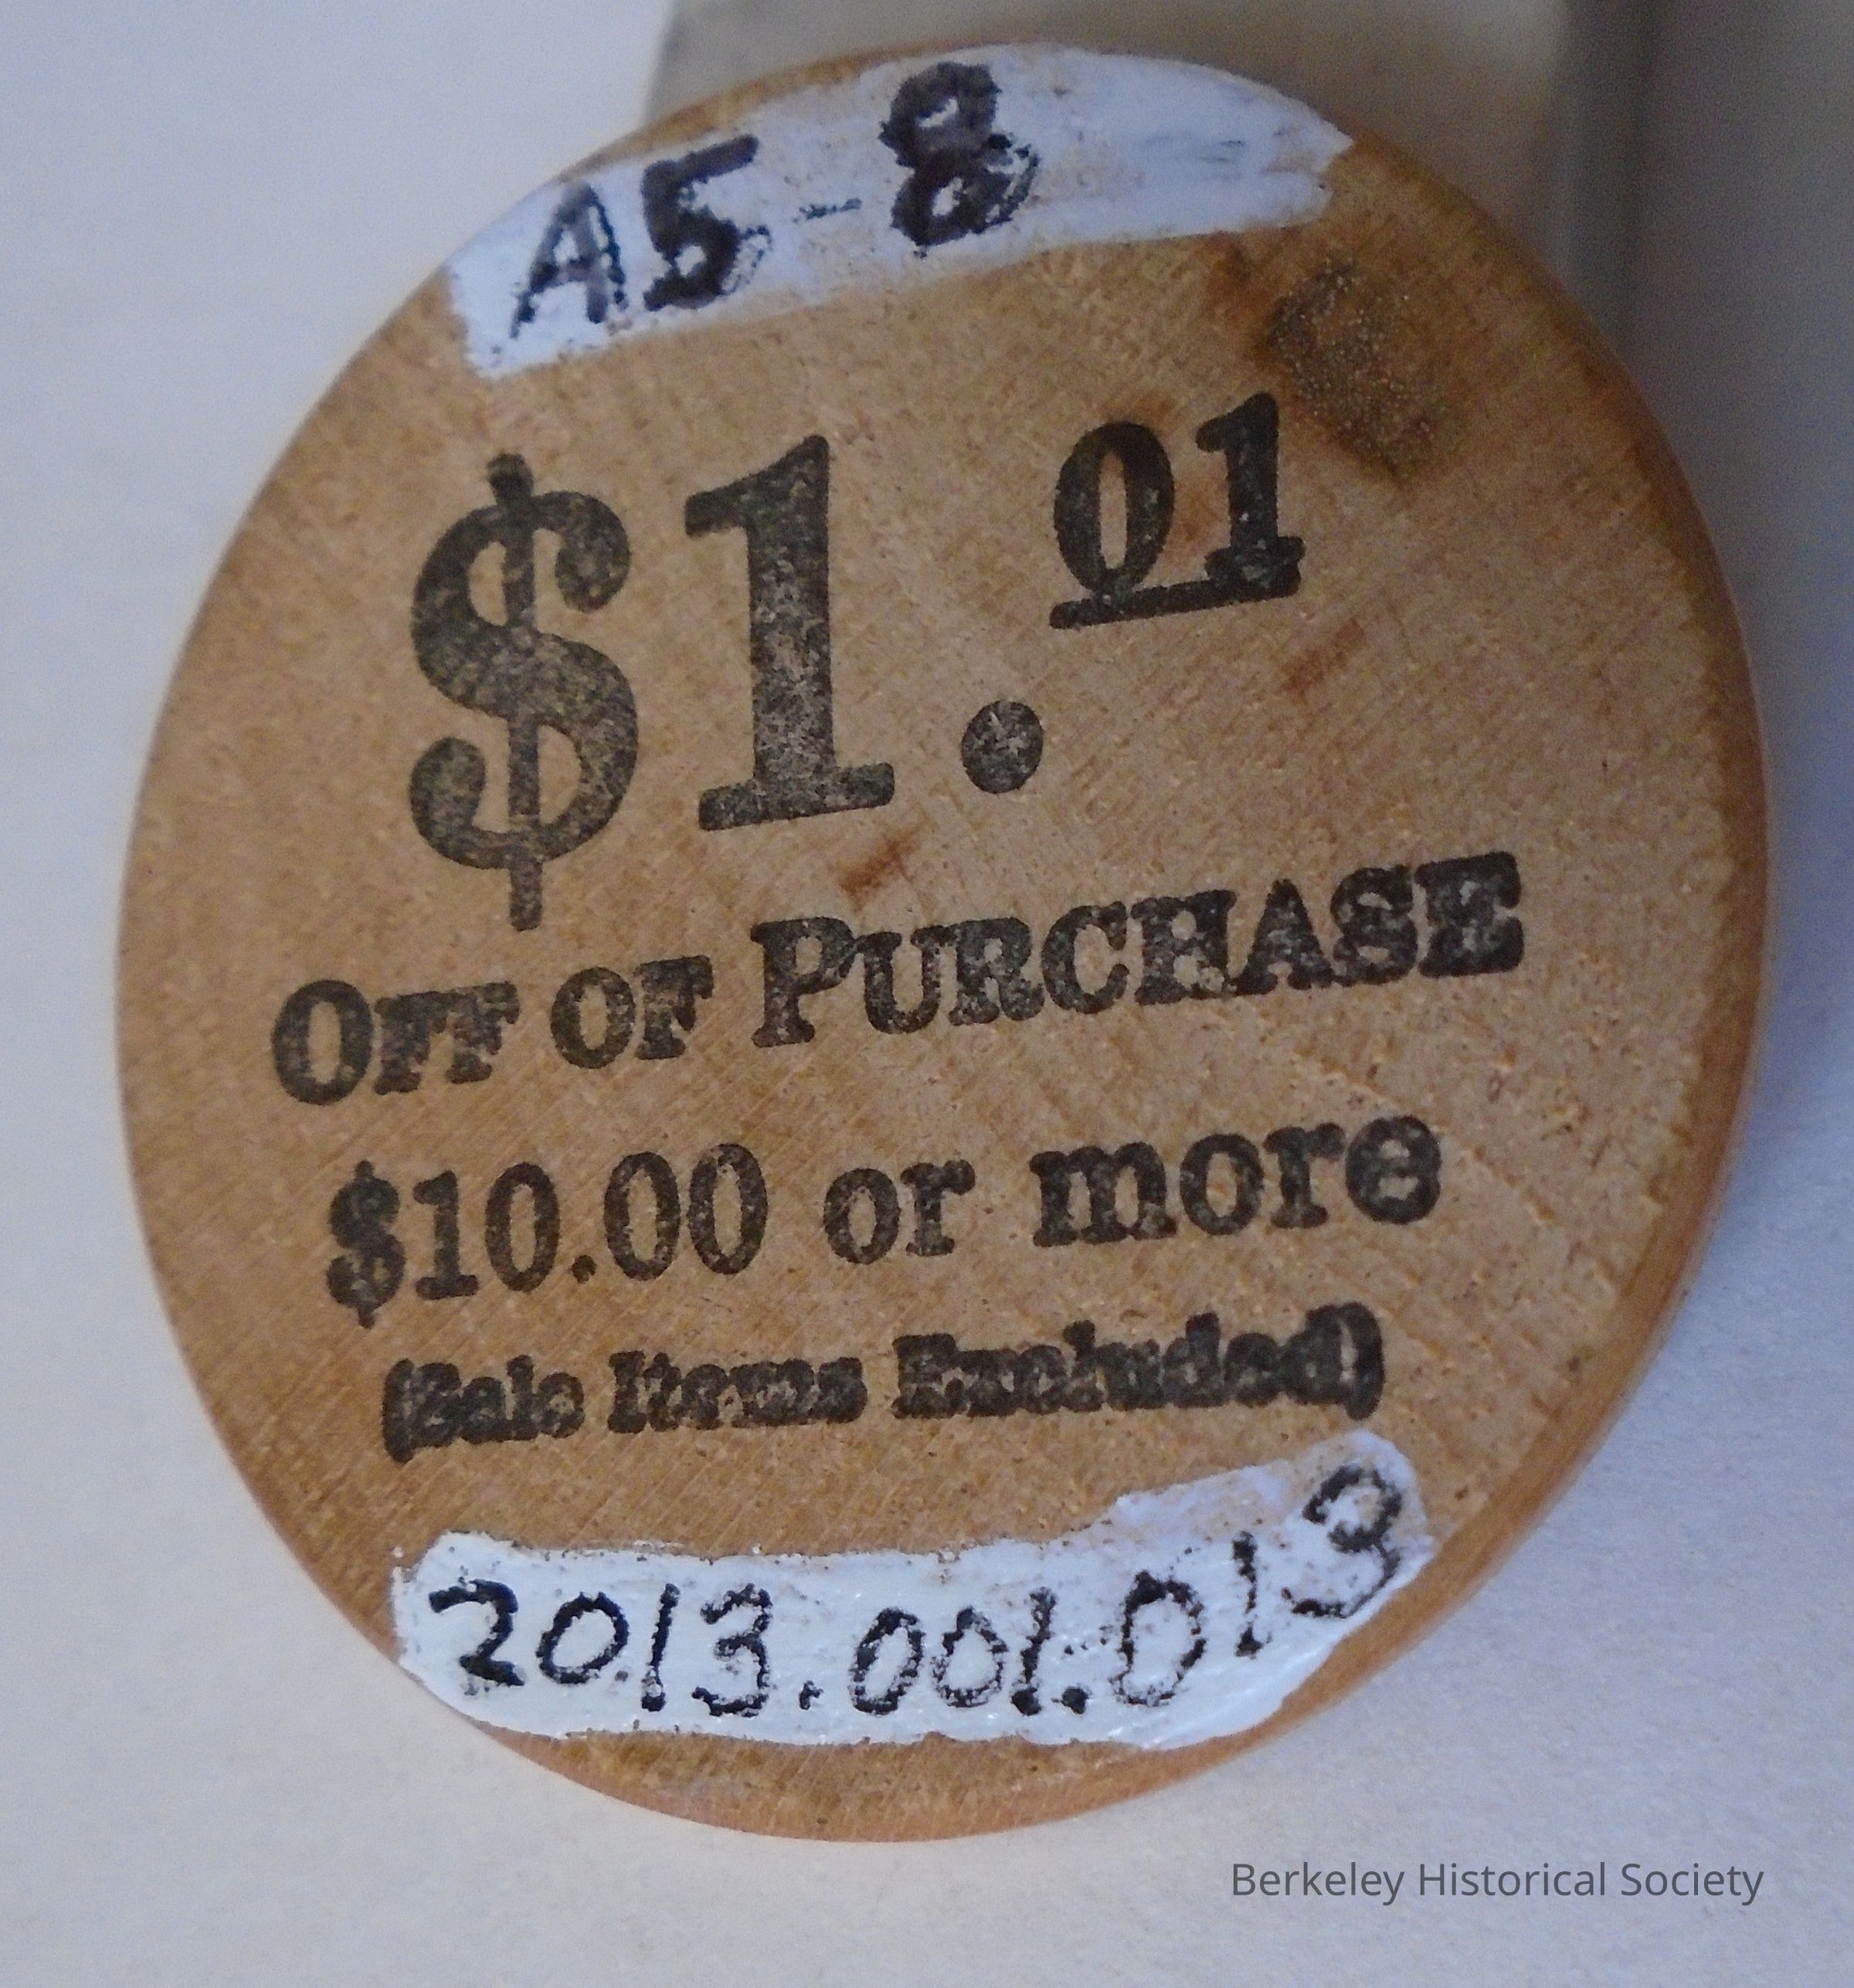 A5-8
$1.01
OFF OF PURCHASE
$10.00 or more
(Sale Items Excluded)
2013.001.013
Berkeley Historical Society